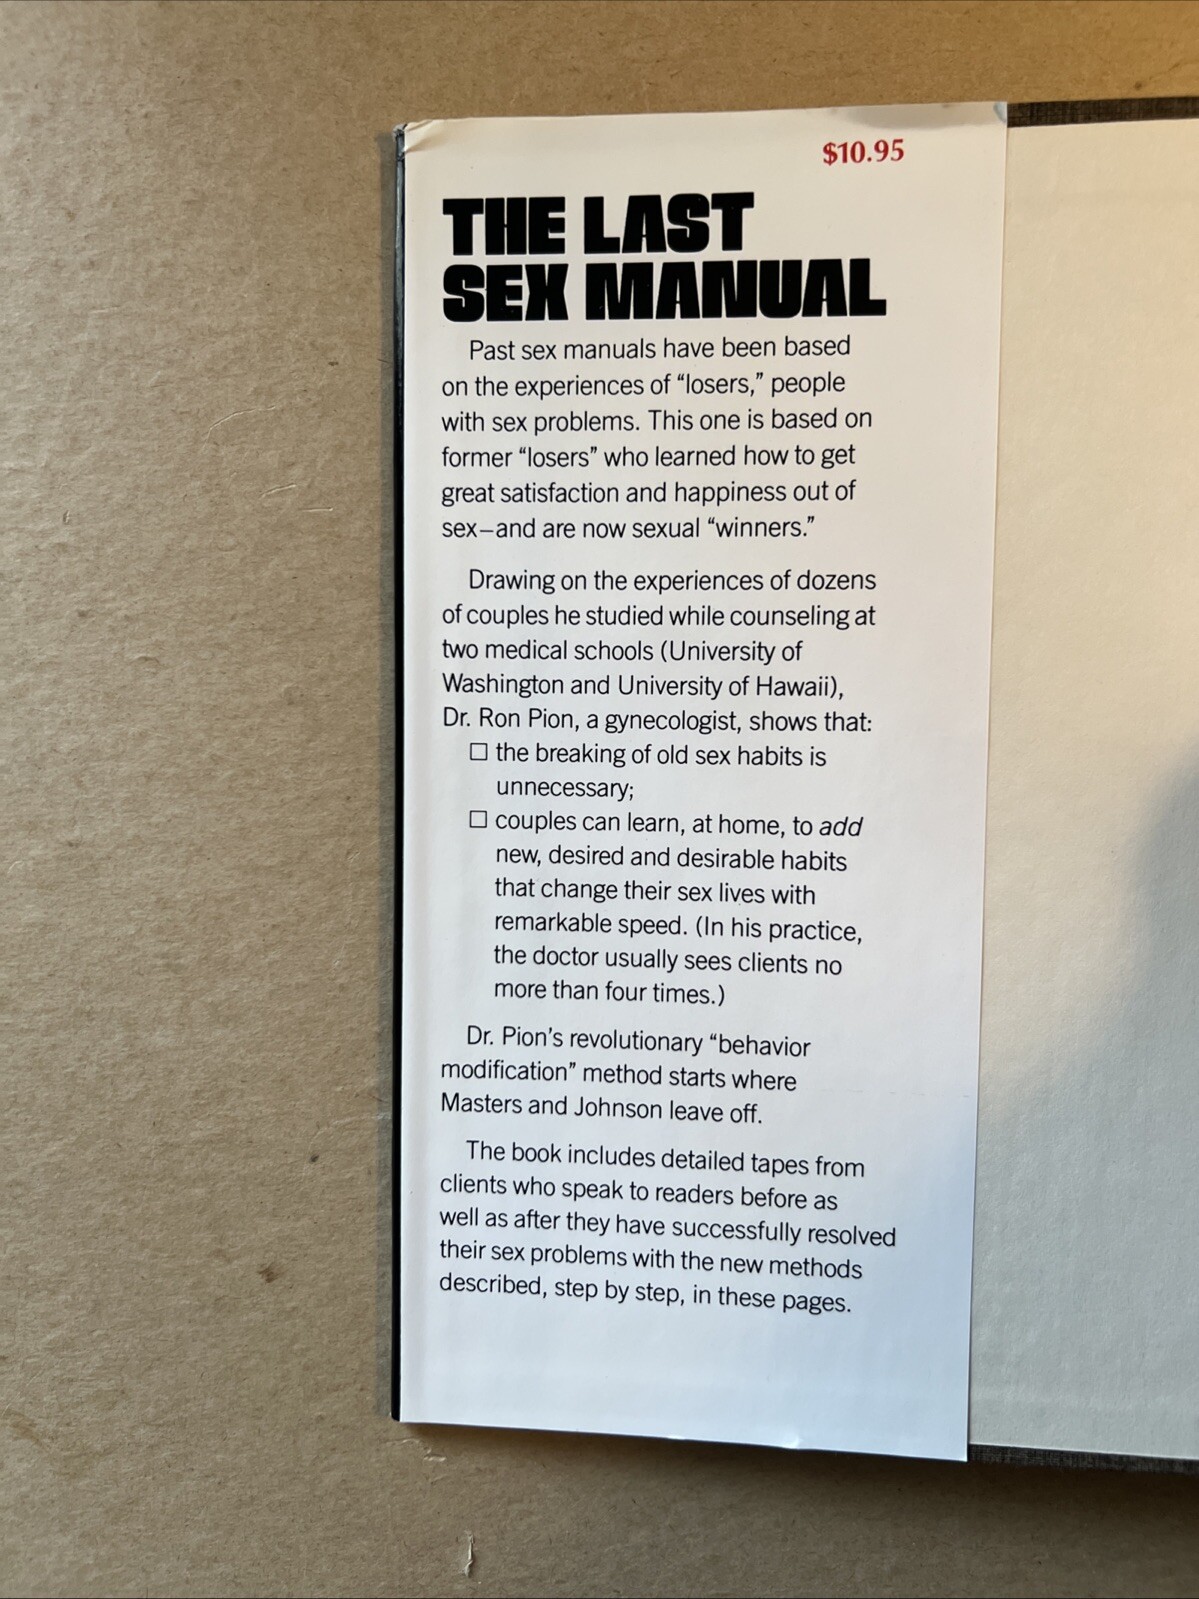 $10.95
THE LAST
SEX MANUAL
Past sex manuals have been based
on the experiences of “losers,” people
with sex problems. This one is based on
former “losers” who learned how to get
great satisfaction and happiness out of
sex–and are now sexual “winners.”
Drawing on the experiences of dozens
of couples he studied while counseling at
two medical schools (University of
Washington and University of Hawaii),
Dr. Ron Pion, a gynecologist, shows that:
☐ the breaking of old sex habits is
unnecessary;
☐ couples can learn, at home, to add
new, desired and desirable habits
that change their sex lives with
remarkable speed. (In his practice,
the doctor usually sees clients no
more than four times.)
Dr. Pion’s revolutionary “behavior
modification” method starts where
Masters and Johnson leave off.
The book includes detailed tapes from
clients who speak to readers before as
well as after they have successfully resolved
their sex problems with the new methods
described, step by step, in these pages.